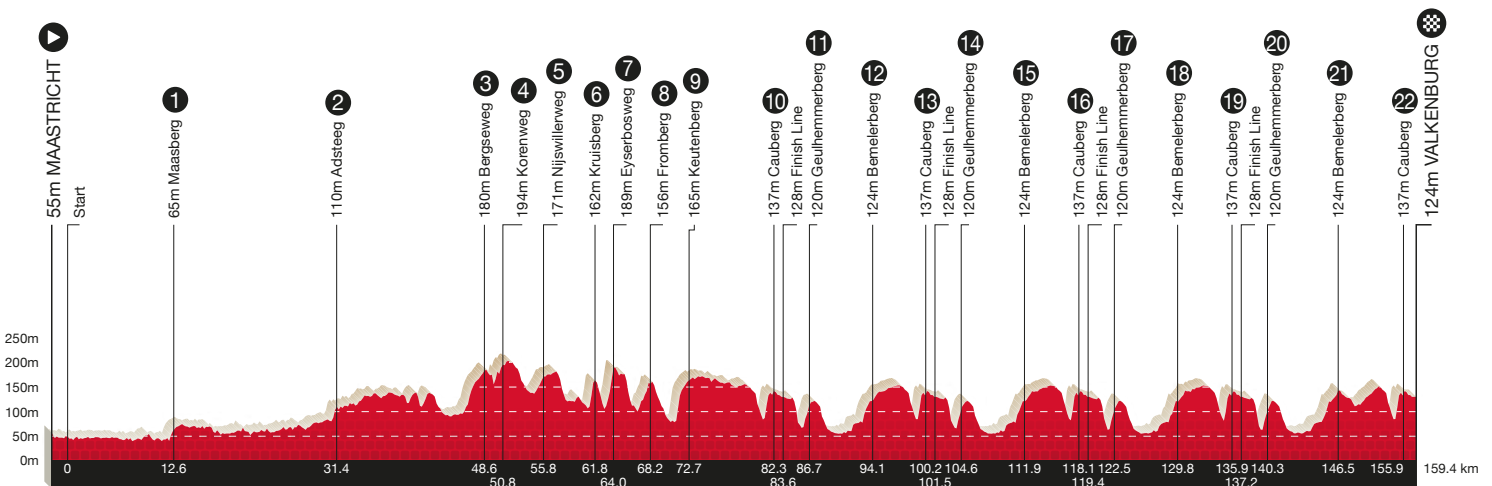 55m MAASTRICHT
Start
1
65m Maasberg
2
110m Adsteeg
3
180m Bergseweg
4
194m Korenweg
5
171m Nijswillerweg
6
162m Kruisberg
7
189m Eyserbosweg
8
156m Fromberg
9
165m Keutenberg
10
137m Cauberg
128m Finish Line
11
120m Geulhemmerberg
12
124m Bemelerberg
13
137m Cauberg
128m Finish Line
14
120m Geulhemmerberg
15
124m Bemelerberg
16
137m Cauberg
128m Finish Line
17
120m Geulhemmerberg
18
124m Bemelerberg
19
137m Cauberg
128m Finish Line
20
120m Geulhemmerberg
21
124m Bemelerberg
22
137m Cauberg
124m VALKENBURG
250m
200m
150m
100m
50m
0m
0 12.6 31.4 48.6 55.8 61.8 68.2 72.7 82.3 86.7 94.1 100.2 104.6 111.9 118.1 122.5 129.8 135.9 140.3 146.5 155.9 159.4 km
50.8 64.0 83.6 101.5 119.4 137.2